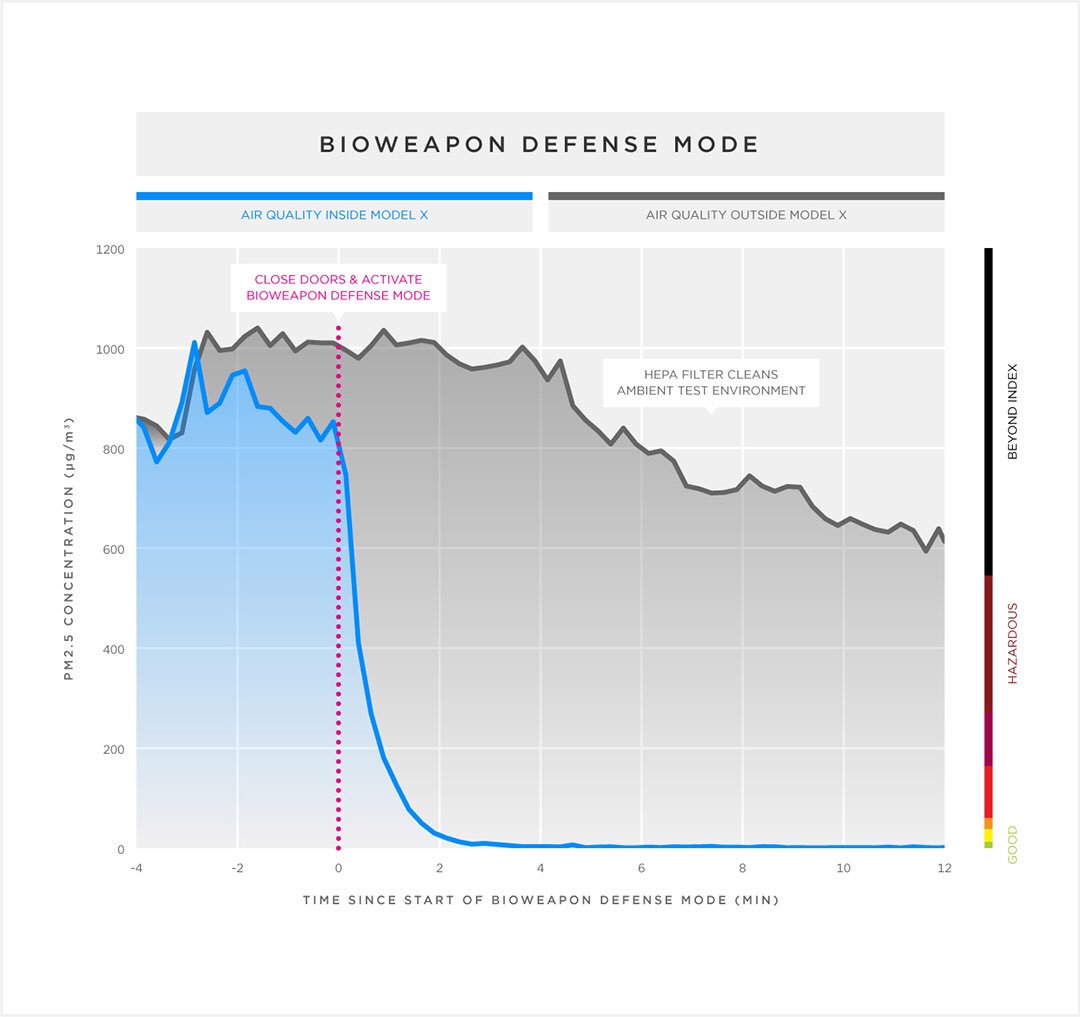 BIOWEAPON DEFENSE MODE
AIR QUALITY INSIDE MODEL X
AIR QUALITY OUTSIDE MODEL X
1200
1000
800
600
400
200
0
PM2.5 CONCENTRATION (µg/m³)
CLOSE DOORS & ACTIVATE
BIOWEAPON DEFENSE MODE
HEPA FILTER CLEANS
AMBIENT TEST ENVIRONMENT
BEYOND INDEX
HAZARDOUS
GOOD
-4
-2
0
2
4
6
8
10
12
TIME SINCE START OF BIOWEAPON DEFENSE MODE (MIN)